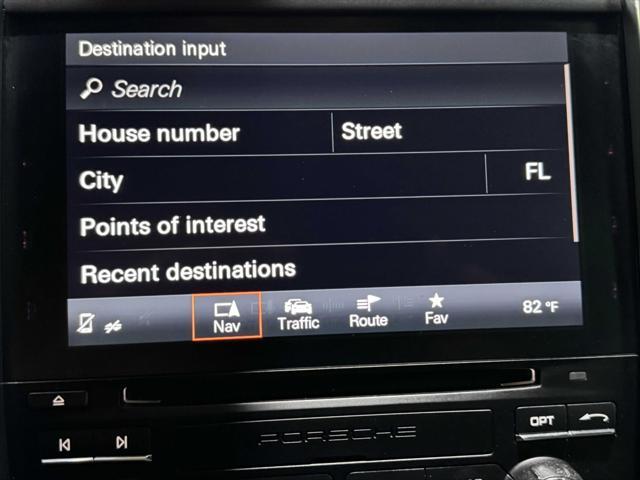 Destination input
Search
House number Street
City FL
Points of interest
Recent destinations
Nav Traffic Route Fav 82 °F
PORSCHE OPT